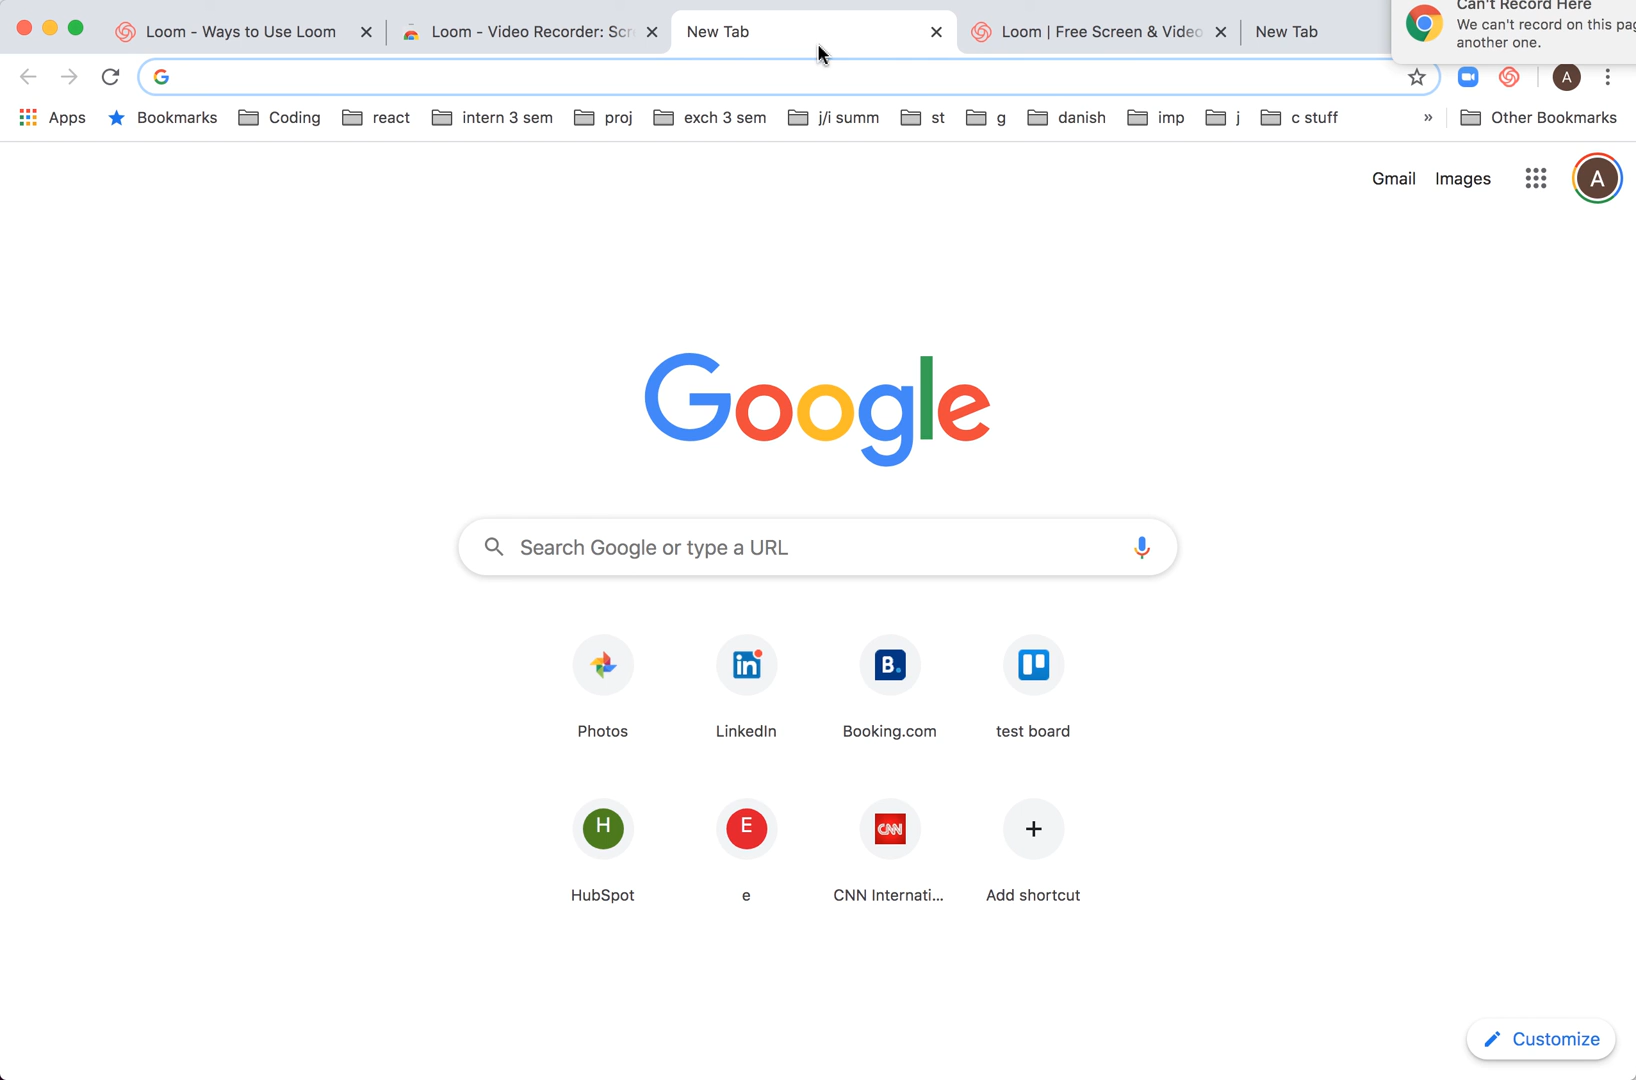 Loom - Ways to Use Loom
Loom - Video Recorder: Scr
New Tab
Loom | Free Screen & Video
New Tab
Can't Record Here
We can't record on this pag
another one.
A
Apps
Bookmarks
Coding
react
intern 3 sem
proj
exch 3 sem
j/i summ
st
g
danish
imp
j
c stuff
»
Other Bookmarks
Gmail
Images
A
Google
Search Google or type a URL
in
B.
Photos
LinkedIn
Booking.com
test board
H
E
CNN
+
HubSpot
e
CNN Internati...
Add shortcut
Customize